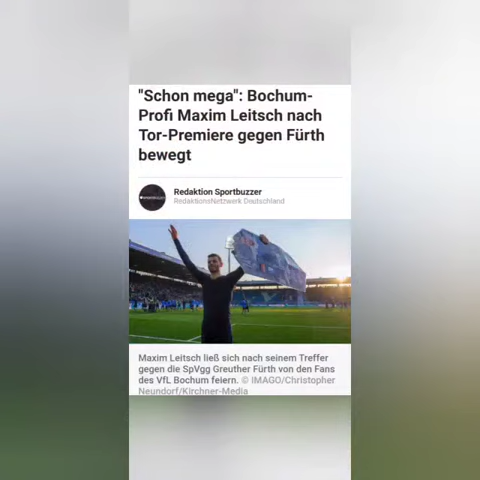 "Schon mega": Bochum-
Profi Maxim Leitsch nach
Tor-Premiere gegen Fürth
bewegt
Redaktion Sportbuzzer
RedaktionsNetzwerk Deutschland
Maxim Leitsch ließ sich nach seinem Treffer
gegen die SpVgg Greuther Fürth von den Fans
des VfL Bochum feiern. © IMAGO/Christopher
Neundorf/Kirchner-Media